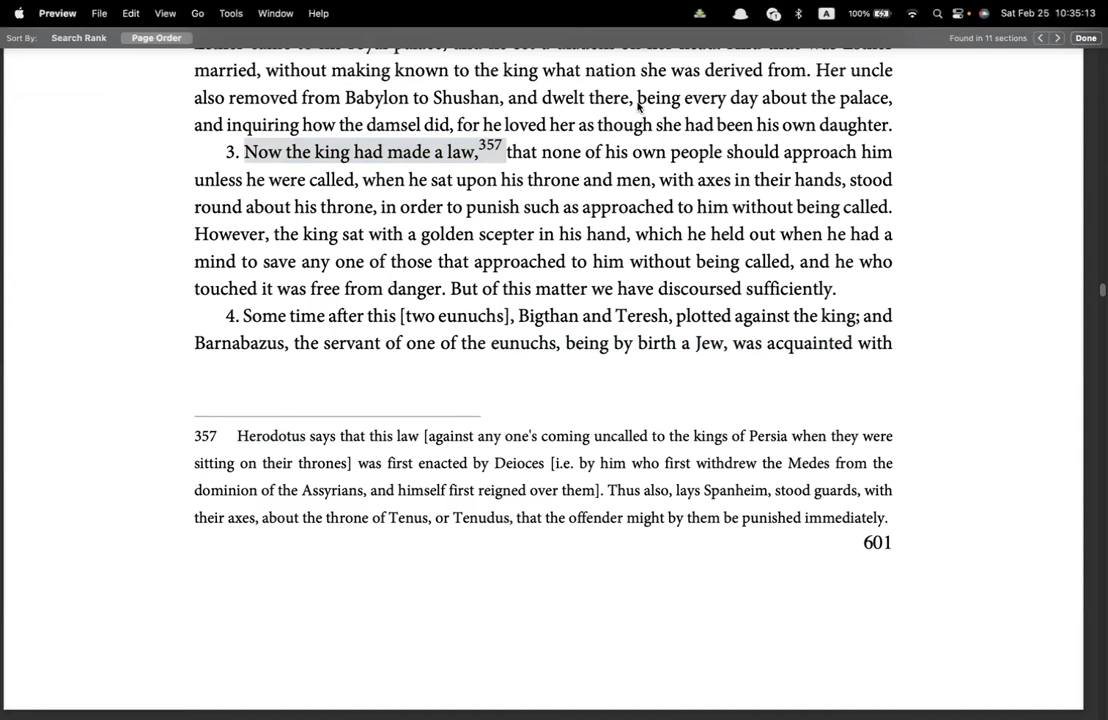 Preview File Edit View Go Tools Window Help A 100% Sat Feb 25 10:35:13
Sort By: Search Rank Page Order Found in 11 sections Done
married, without making known to the king what nation she was derived from. Her uncle
also removed from Babylon to Shushan, and dwelt there, being every day about the palace,
and inquiring how the damsel did, for he loved her as though she had been his own daughter.
3. Now the king had made a law,357 that none of his own people should approach him
unless he were called, when he sat upon his throne and men, with axes in their hands, stood
round about his throne, in order to punish such as approached to him without being called.
However, the king sat with a golden scepter in his hand, which he held out when he had a
mind to save any one of those that approached to him without being called, and he who
touched it was free from danger. But of this matter we have discoursed sufficiently.
4. Some time after this [two eunuchs], Bigthan and Teresh, plotted against the king; and
Barnabazus, the servant of one of the eunuchs, being by birth a Jew, was acquainted with
357 Herodotus says that this law [against any one's coming uncalled to the kings of Persia when they were
sitting on their thrones] was first enacted by Deioces [i.e. by him who first withdrew the Medes from the
dominion of the Assyrians, and himself first reigned over them]. Thus also, lays Spanheim, stood guards, with
their axes, about the throne of Tenus, or Tenudus, that the offender might by them be punished immediately.
601